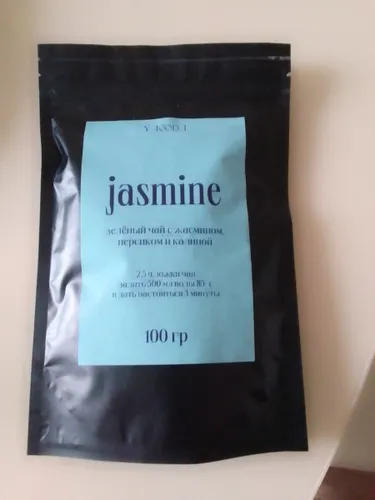 jasmine
зелёный чай с жасмином,
персиком и калиной
2,5 ч. ложки чая
залить 500 мл воды 85° с
и дать настояться 3 минуты
100 гр